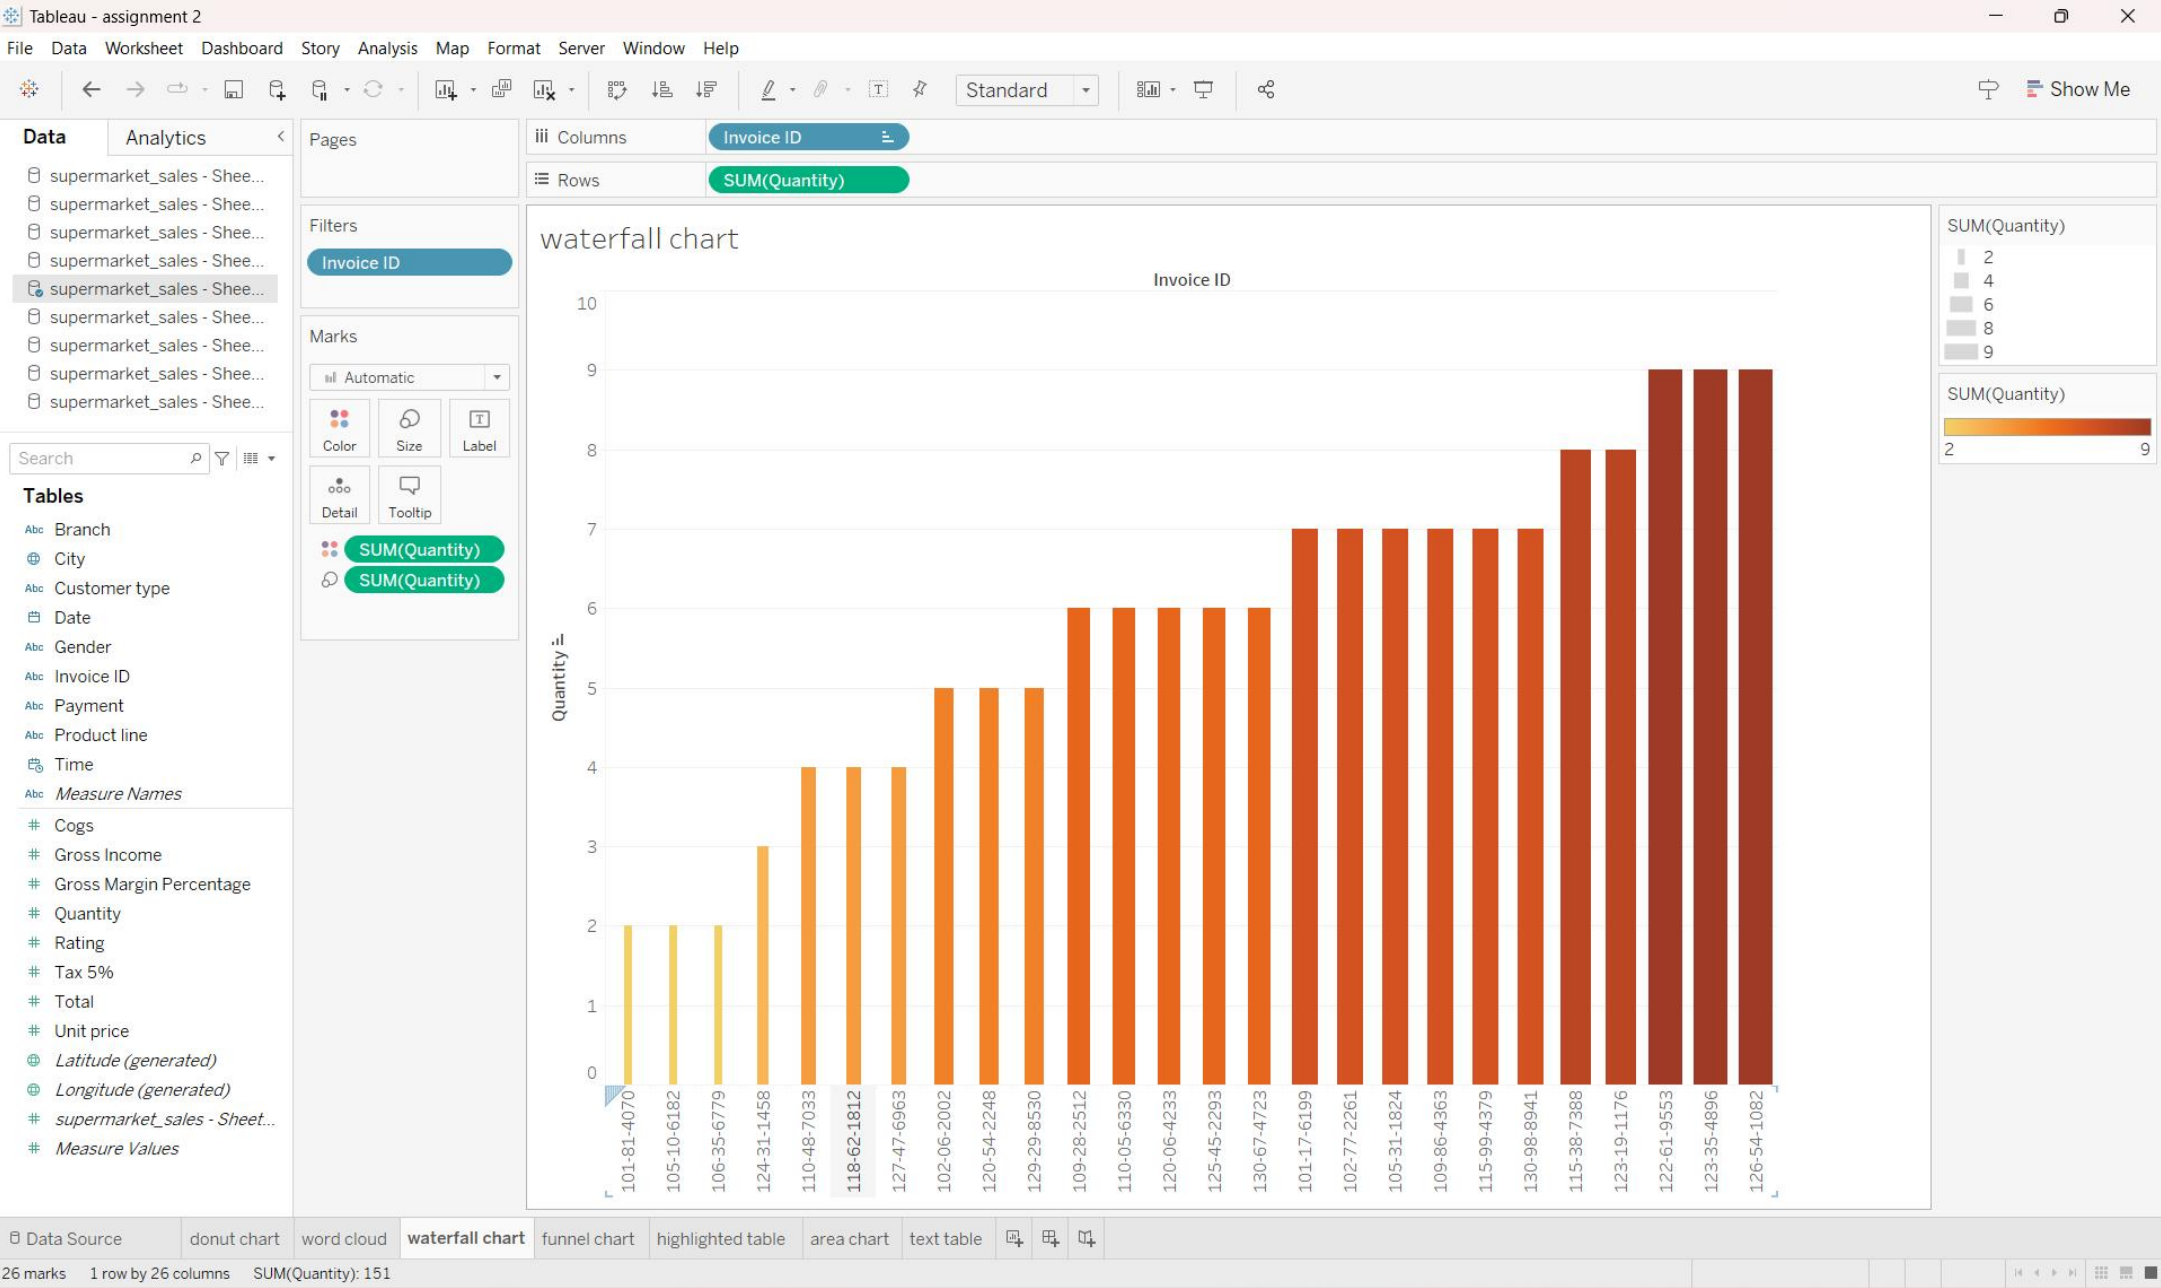 Tableau - assignment 2
File Data Worksheet Dashboard Story Analysis Map Format Server Window Help
Standard
Show Me
Data
Analytics
supermarket_sales - Shee...
supermarket_sales - Shee...
supermarket_sales - Shee...
supermarket_sales - Shee...
supermarket_sales - Shee...
supermarket_sales - Shee...
supermarket_sales - Shee...
supermarket_sales - Shee...
supermarket_sales - Shee...
Search
Tables
Abc Branch
City
Abc Customer type
Date
Abc Gender
Abc Invoice ID
Abc Payment
Abc Product line
Time
Abc Measure Names
# Cogs
# Gross Income
# Gross Margin Percentage
# Quantity
# Rating
# Tax 5%
# Total
# Unit price
Latitude (generated)
Longitude (generated)
# supermarket_sales - Sheet...
# Measure Values
Pages
Filters
Invoice ID
Marks
Automatic
Color
Size
T
Label
Detail
Tooltip
SUM(Quantity)
SUM(Quantity)
Columns
Invoice ID
Rows
SUM(Quantity)
waterfall chart
Invoice ID
Quantity
10
9
8
7
6
5
4
3
2
1
0
101-81-4070
105-10-6182
106-35-6779
124-31-1458
110-48-7033
118-62-1812
127-47-6963
102-06-2002
120-54-2248
129-29-8530
109-28-2512
110-05-6330
120-06-4233
125-45-2293
130-67-4723
101-17-6199
102-77-2261
105-31-1824
109-86-4363
115-99-4379
130-98-8941
115-38-7388
123-19-1176
122-61-9553
123-35-4896
126-54-1082
SUM(Quantity)
2
4
6
8
9
SUM(Quantity)
2 9
Data Source
donut chart
word cloud
waterfall chart
funnel chart
highlighted table
area chart
text table
26 marks 1 row by 26 columns SUM(Quantity): 151